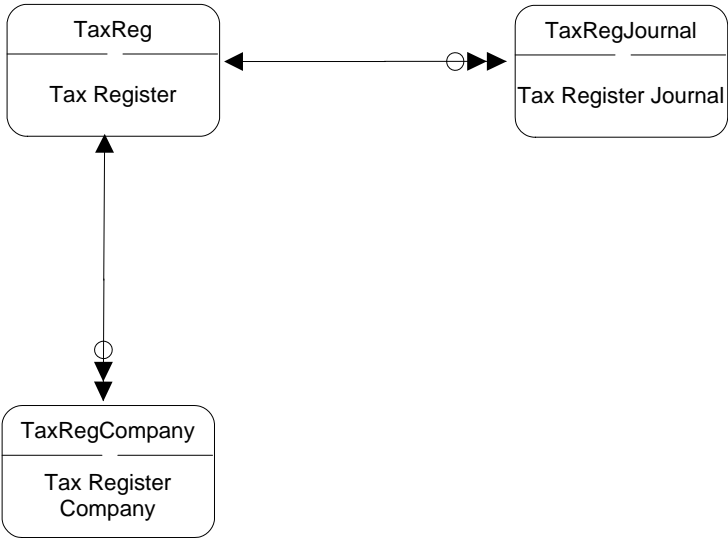 TaxReg
Tax Register
TaxRegJournal
Tax Register Journal
TaxRegCompany
Tax Register
Company